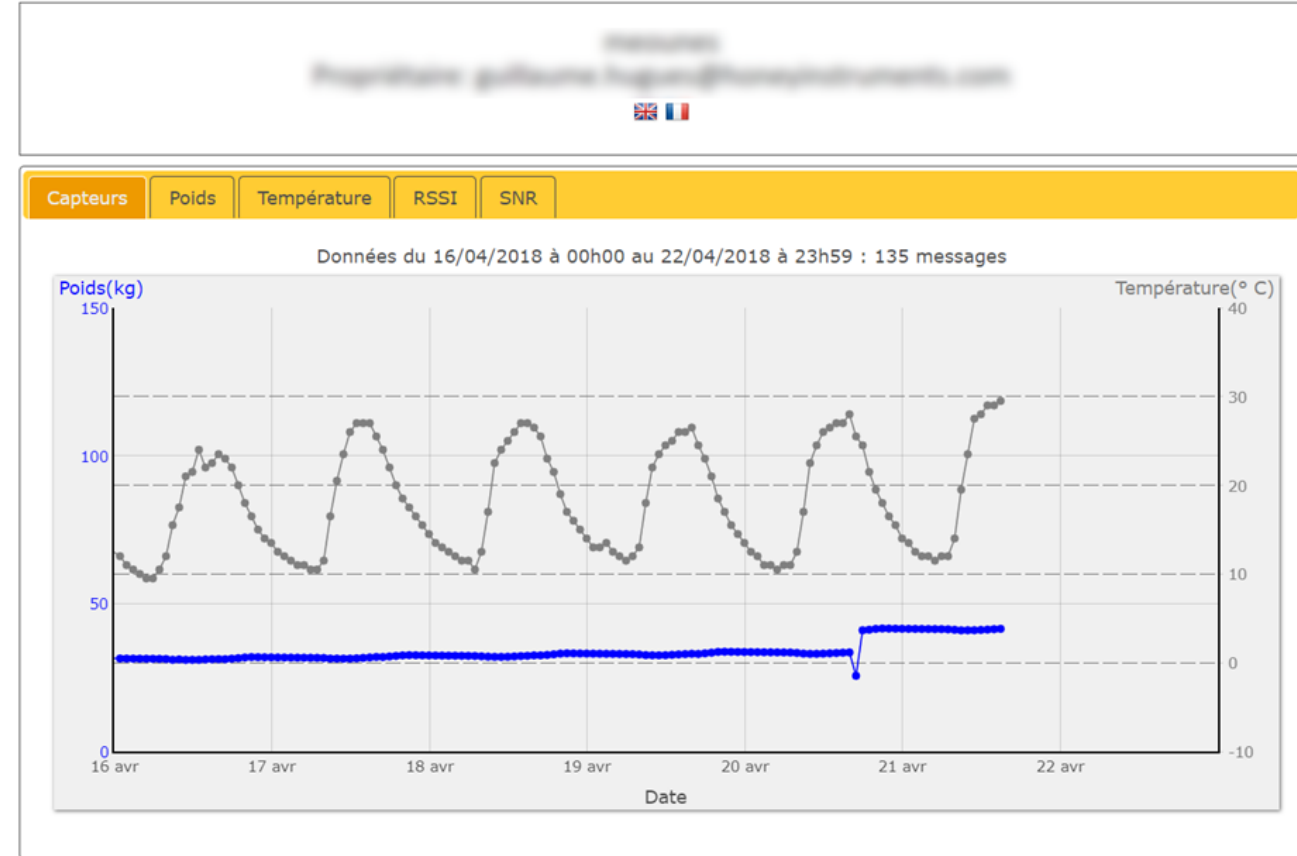 Capteurs Poids Température RSSI SNR
Données du 16/04/2018 à 00h00 au 22/04/2018 à 23h59 : 135 messages
Poids(kg) Température(° C)
150 40
30
100
20
10
50
0
0 -10
16 avr 17 avr 18 avr 19 avr 20 avr 21 avr 22 avr
Date